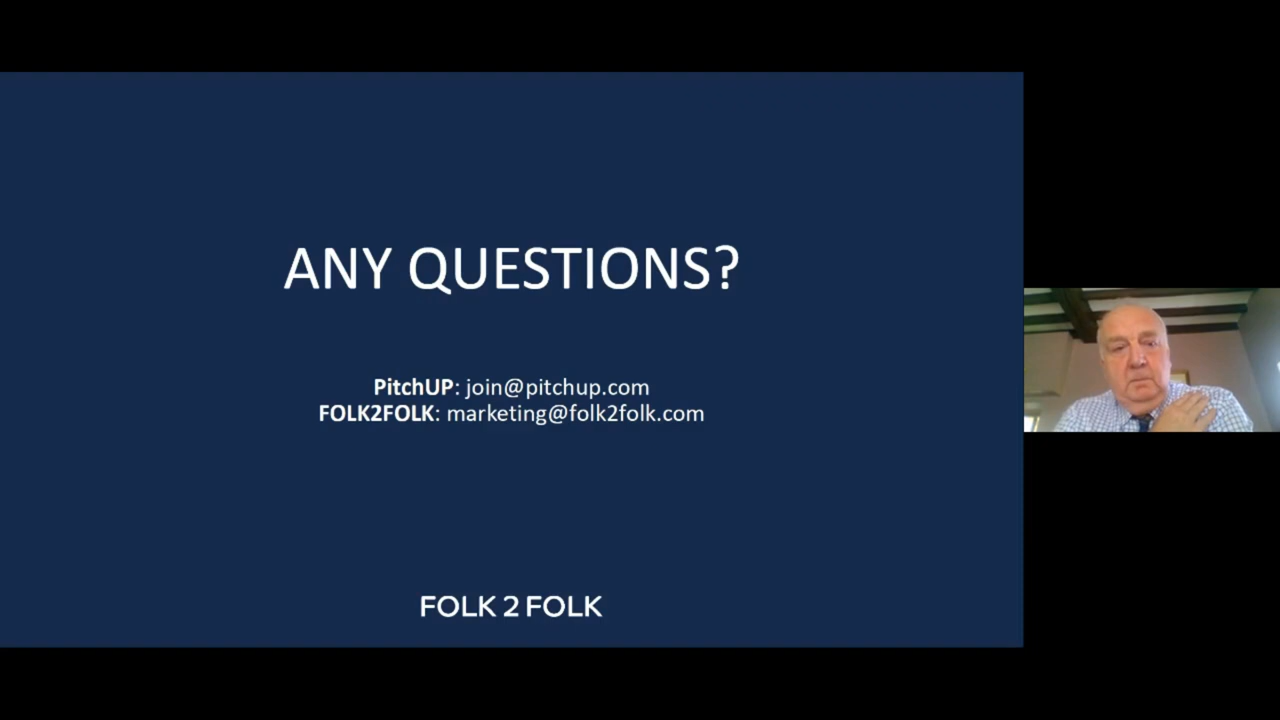 ANY QUESTIONS?
PitchUP: join@pitchup.com
FOLK2FOLK: marketing@folk2folk.com
FOLK 2 FOLK